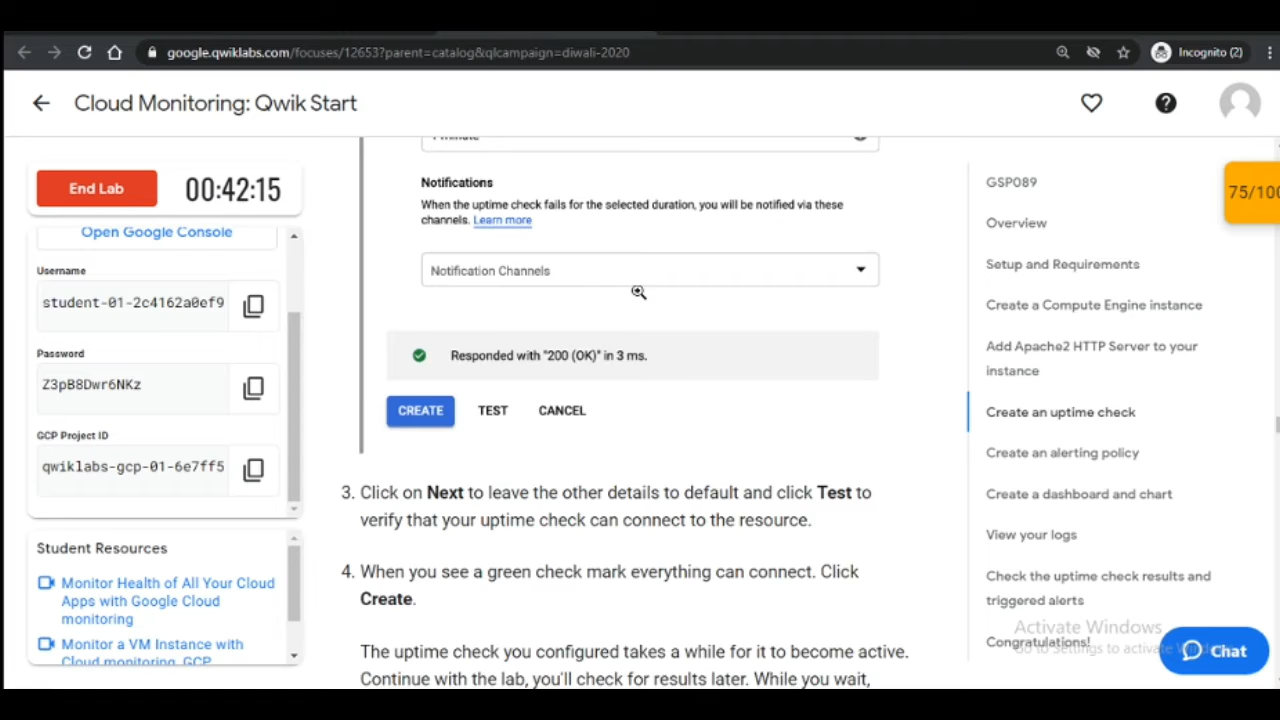 google.qwiklabs.com/focuses/12653?parent=catalog&qlcampaign=diwali-2020
Incognito (2)
Cloud Monitoring: Qwik Start
End Lab
00:42:15
Open Google Console
Username
student-01-2c4162a0ef9
Password
Z3pB8Dwr6NKz
GCP Project ID
qwiklabs-gcp-01-6e7ff5
Student Resources
Monitor Health of All Your Cloud
Apps with Google Cloud
monitoring
Monitor a VM Instance with
Cloud monitoring, GCP
Notifications
When the uptime check fails for the selected duration, you will be notified via these
channels. Learn more
Notification Channels
Responded with "200 (OK)" in 3 ms.
CREATE
TEST
CANCEL
3. Click on Next to leave the other details to default and click Test to
verify that your uptime check can connect to the resource.
4. When you see a green check mark everything can connect. Click
Create.
The uptime check you configured takes a while for it to become active.
Continue with the lab, you'll check for results later. While you wait,
GSP089
Overview
Setup and Requirements
Create a Compute Engine instance
Add Apache2 HTTP Server to your
instance
Create an uptime check
Create an alerting policy
Create a dashboard and chart
View your logs
Check the uptime check results and
triggered alerts
Congratulations!
75/100
Activate Windows
Go to Settings to activate
Chat